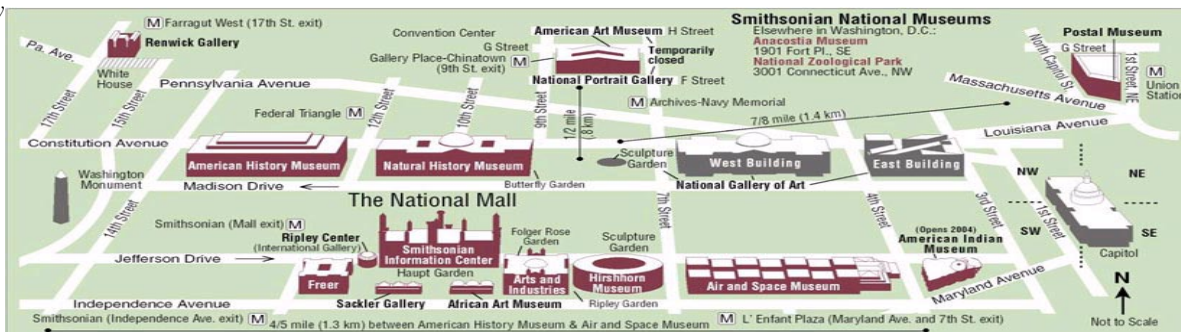 y
Farragut West (17th St. exit)
Renwick Gallery
Pa. Ave.
White
House
17th Street
15th Street
Pennsylvania Avenue
Federal Triangle M
12th Street
10th Street
9th Street
Convention Center
G Street
Gallery Place-Chinatown
(9th St. exit)
American Art Museum
H Street
Temporarily
closed
National Portrait Gallery
F Street
M Archives-Navy Memorial
1/2 mile
(.8 km)
7/8 mile (1.4 km)
Smithsonian National Museums
Elsewhere in Washington, D.C.:
Anacostia Museum
1901 Fort Pl., SE
National Zoological Park
3001 Connecticut Ave., NW
Postal Museum
G Street
North Capitol St.
1st Street, NE
M
Union
Station
Massachusetts Avenue
Louisiana Avenue
Constitution Avenue
American History Museum
Natural History Museum
Sculpture
Garden
West Building
East Building
National Gallery of Art
Butterfly Garden
Washington
Monument
Madison Drive
14th Street
The National Mall
7th Street
4th Street
3rd Street
1st Street
NW
NE
SW
SE
Capitol
Smithsonian (Mall exit) M
Ripley Center
(International Gallery)
Jefferson Drive
Freer
Smithsonian
Information Center
Haupt Garden
Sackler Gallery
African Art Museum
Folger Rose
Garden
Arts and
Industries
Sculpture
Garden
Hirshhorn
Museum
Ripley Garden
Air and Space Museum
(Opens 2004)
American Indian
Museum
Maryland Avenue
Independence Avenue
Smithsonian (Independence Ave. exit) M
4/5 mile (1.3 km) between American History Museum & Air and Space Museum
M L' Enfant Plaza (Maryland Ave. and 7th St. exit)
N
Not to Scale